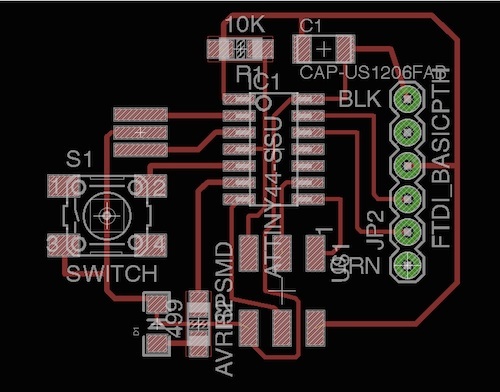 10K
C1
R1
IC1
CAP-US1206FAB
BLK
FTDI_BASICPTH
ATTINY44-SSU
S1
1
2
3
4
SWITCH
JP2
GRN
1
499
AVRISPSMD